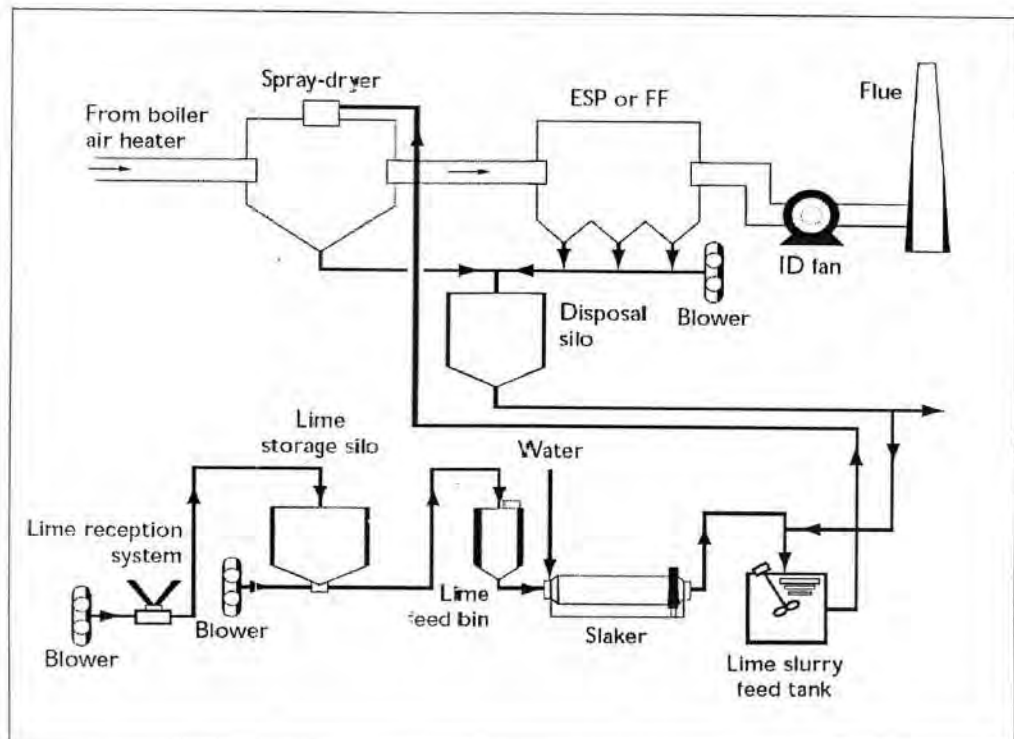 Spray-dryer
From boiler
air heater
ESP or FF
Flue
ID fan
Blower
Disposal
silo
Lime
storage silo
Water
Lime reception
system
Blower
Blower
Lime
feed bin
Slaker
Lime slurry
feed tank